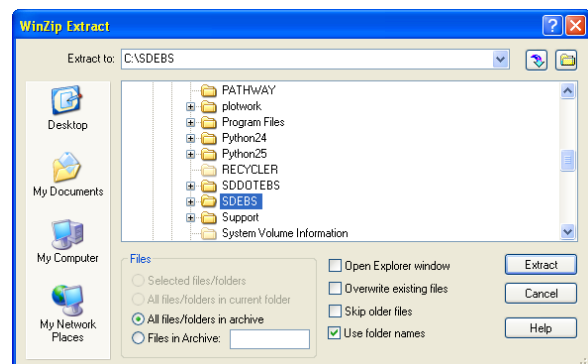 WinZip Extract
Extract to: C:\SDEBS
Desktop
My Documents
My Computer
My Network
Places
PATHWAY
plotwork
Program Files
Python24
Python25
RECYCLER
SDDOTEBS
SDEBS
Support
System Volume Information
Files
Selected files/folders
All files/folders in current folder
All files/folders in archive
Files in Archive:
Open Explorer window
Overwrite existing files
Skip older files
Use folder names
Extract
Cancel
Help